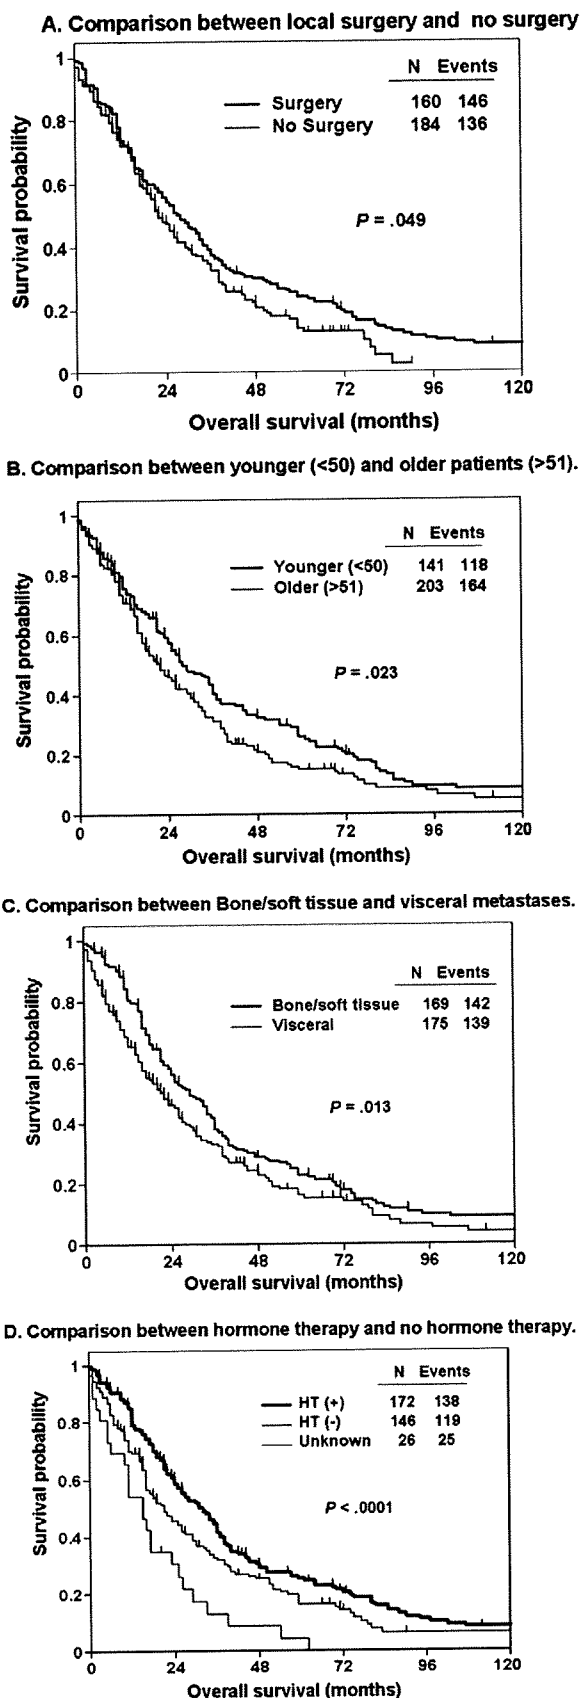 A. Comparison between local surgery and no surgery
N Events
Surgery 160 146
No Surgery 184 136
P = .049
Survival probability
1
0.8
0.6
0.4
0.2
0
0 24 48 72 96 120
Overall survival (months)
B. Comparison between younger (<50) and older patients (>51).
N Events
Younger (<50) 141 118
Older (>51) 203 164
P = .023
Survival probability
1
0.8
0.6
0.4
0.2
0
0 24 48 72 96 120
Overall survival (months)
C. Comparison between Bone/soft tissue and visceral metastases.
N Events
Bone/soft tissue 169 142
Visceral 175 139
P = .013
Survival probability
1
0.8
0.6
0.4
0.2
0
0 24 48 72 96 120
Overall survival (months)
D. Comparison between hormone therapy and no hormone therapy.
N Events
HT (+) 172 138
HT (-) 146 119
Unknown 26 25
P < .0001
Survival probability
1
0.8
0.6
0.4
0.2
0
0 24 48 72 96 120
Overall survival (months)